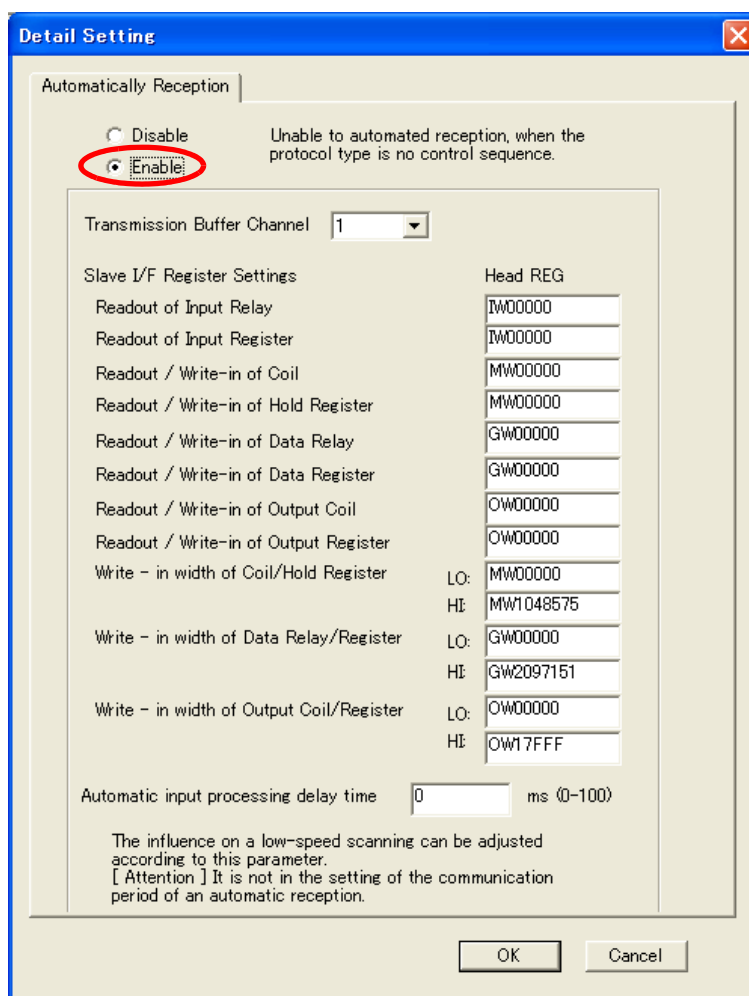 Detail Setting
Automatically Reception
Disable
Unable to automated reception, when the
protocol type is no control sequence.
Enable
Transmission Buffer Channel 1
Slave I/F Register Settings Head REG
Readout of Input Relay IW00000
Readout of Input Register IW00000
Readout / Write-in of Coil MW00000
Readout / Write-in of Hold Register MW00000
Readout / Write-in of Data Relay GW00000
Readout / Write-in of Data Register GW00000
Readout / Write-in of Output Coil OW00000
Readout / Write-in of Output Register OW00000
Write - in width of Coil/Hold Register LO: MW00000
HI: MW1048575
Write - in width of Data Relay/Register LO: GW00000
HI: GW2097151
Write - in width of Output Coil/Register LO: OW00000
HI: OW17FFF
Automatic input processing delay time 0 ms (0-100)
The influence on a low-speed scanning can be adjusted
according to this parameter.
[ Attention ] It is not in the setting of the communication
period of an automatic reception.
OK Cancel